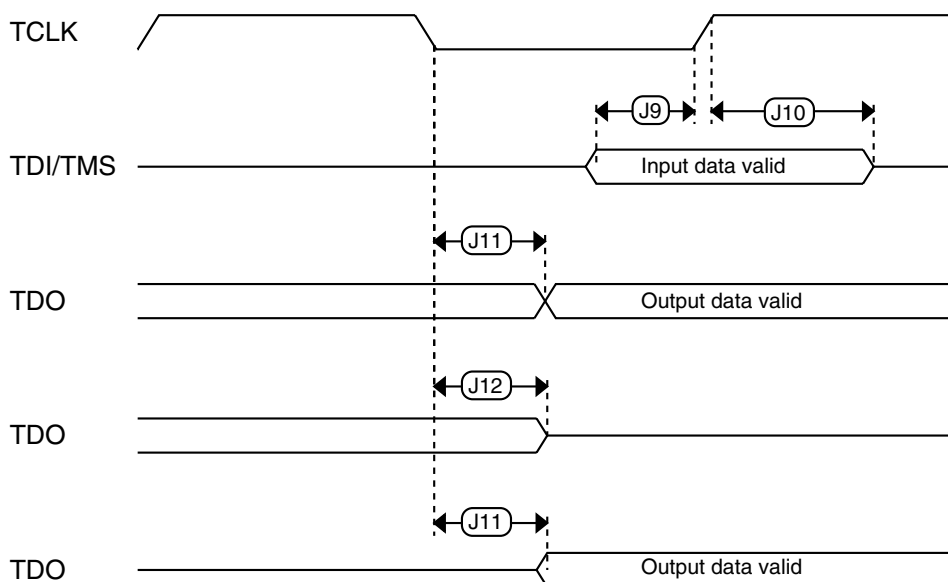 TCLK
J9
J10
TDI/TMS
Input data valid
J11
TDO
Output data valid
J12
TDO
J11
TDO
Output data valid